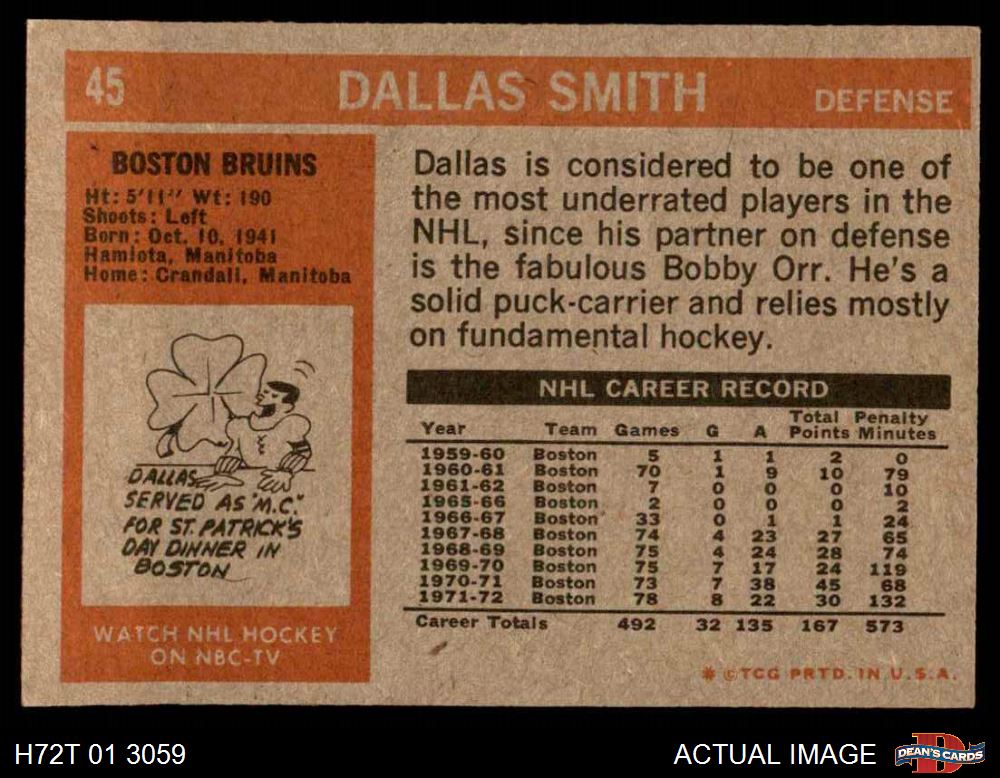 45 DALLAS SMITH DEFENSE
BOSTON BRUINS
Ht: 5'11" Wt: 190
Shoots: Left
Born: Oct. 10, 1941
Hamiota, Manitoba
Home: Crandall, Manitoba
DALLAS
SERVED AS "M.C."
FOR ST. PATRICK'S
DAY DINNER IN
BOSTON
WATCH NHL HOCKEY
ON NBC-TV
Dallas is considered to be one of
the most underrated players in the
NHL, since his partner on defense
is the fabulous Bobby Orr. He's a
solid puck-carrier and relies mostly
on fundamental hockey.
NHL CAREER RECORD
Year Team Games G A Total Points Penalty Minutes
1959-60 Boston 5 1 1 2 0
1960-61 Boston 70 1 9 10 79
1961-62 Boston 7 0 0 0 10
1965-66 Boston 2 0 0 0 2
1966-67 Boston 33 0 1 1 24
1967-68 Boston 74 4 23 27 65
1968-69 Boston 75 4 24 28 74
1969-70 Boston 75 7 17 24 119
1970-71 Boston 73 7 38 45 68
1971-72 Boston 78 8 22 30 132
Career Totals 492 32 135 167 573
* © TCG PRTD. IN U.S.A.
H72T 01 3059 ACTUAL IMAGE DEAN'S CARDS